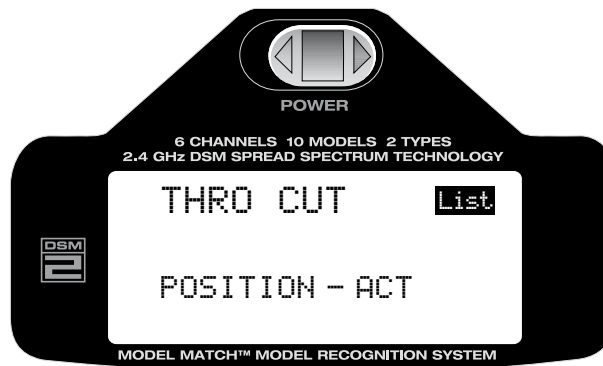 POWER
6 CHANNELS 10 MODELS 2 TYPES
2.4 GHz DSM SPREAD SPECTRUM TECHNOLOGY
THRO CUT List
DSM
2
POSITION – ACT
MODEL MATCH™ MODEL RECOGNITION SYSTEM